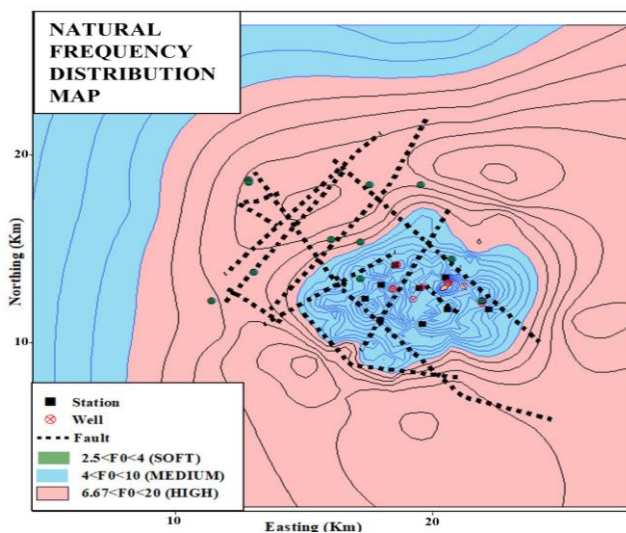 NATURAL
FREQUENCY
DISTRIBUTION
MAP
20
10
Northing (Km)
Station
Well
Fault
2.5<F0<4 (SOFT)
4<F0<10 (MEDIUM)
6.67<F0<20 (HIGH)
10
20
Easting (Km)